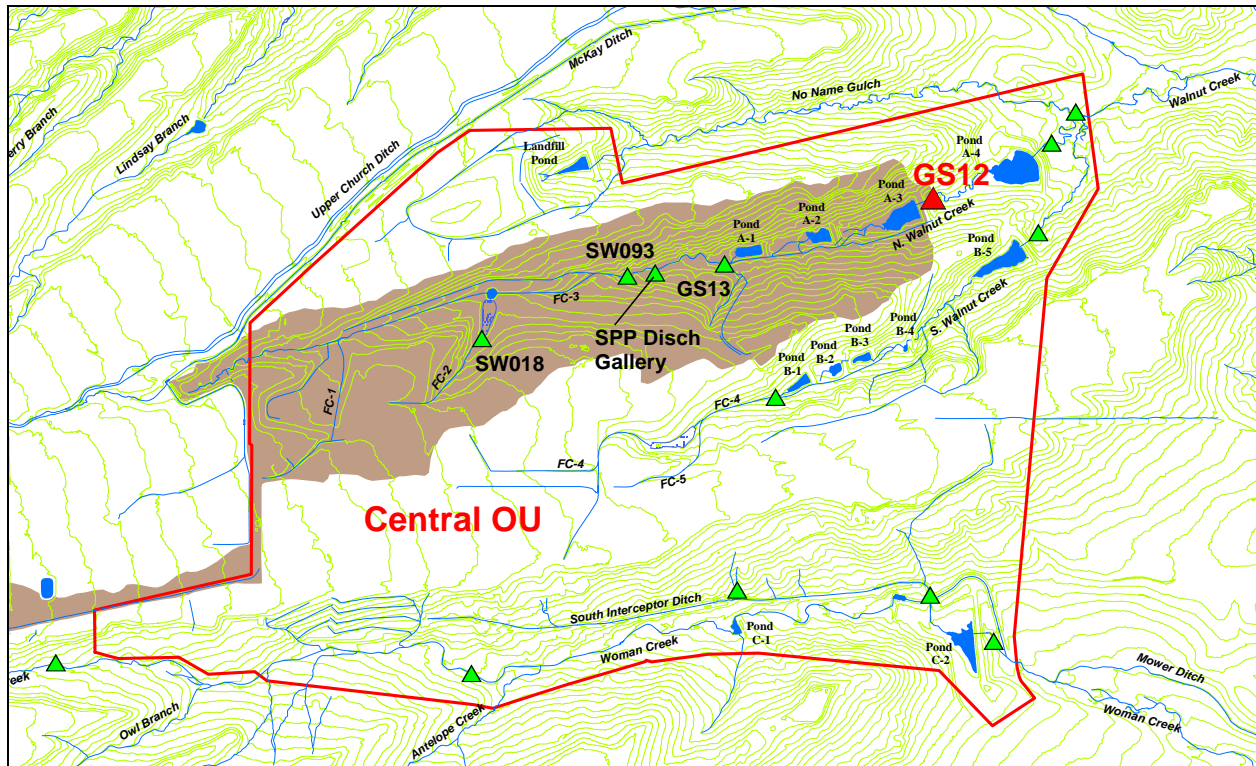 McKay Ditch
No Name Gulch
Walnut Creek
Lindsay Branch
erry Branch
Upper Church Ditch
Landfill
Pond
Pond
A-4
GS12
Pond
A-3
Pond
A-2
Pond
A-1
N. Walnut Creek
Pond
B-5
SW093
GS13
FC-3
SPP Disch
Gallery
SW018
FC-2
FC-1
S. Walnut Creek
Pond
B-4
Pond
B-3
Pond
B-2
Pond
B-1
FC-4
FC-4
FC-5
Central OU
South Interceptor Ditch
Pond
C-1
Woman Creek
Pond
C-2
Mower Ditch
Woman Creek
reek
Owl Branch
Antelope Creek